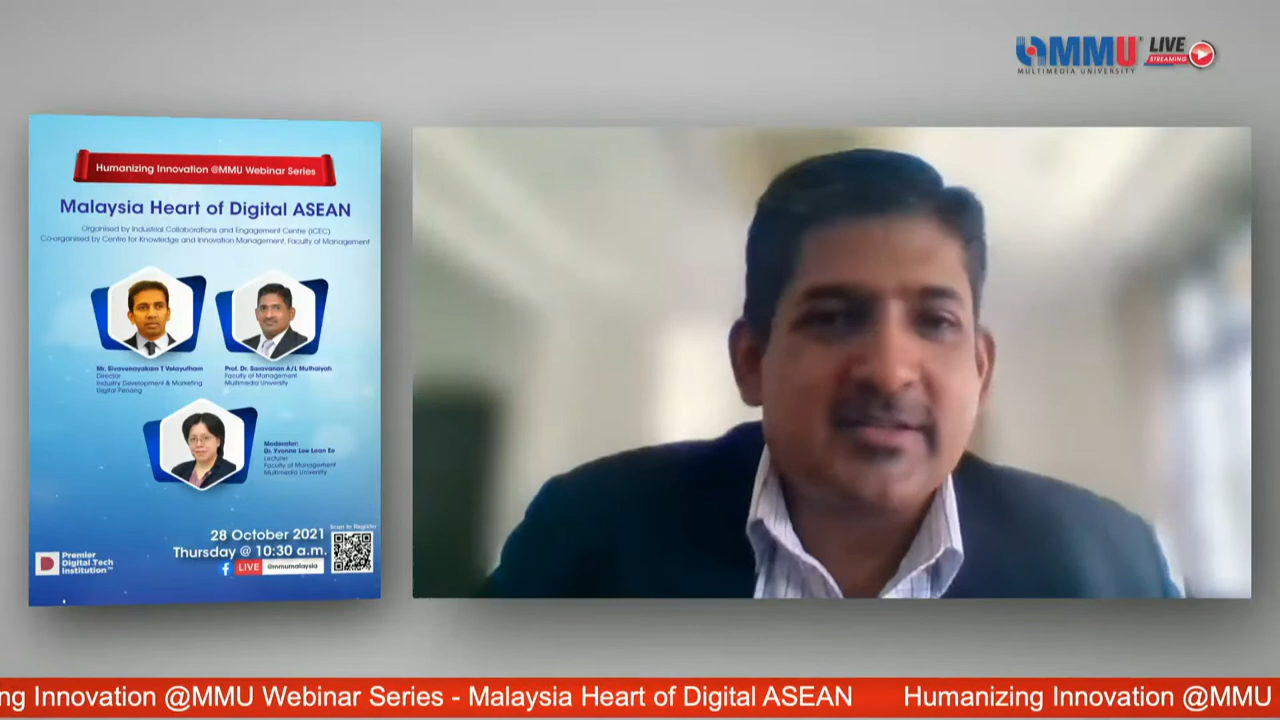 MMU
MULTIMEDIA UNIVERSITY
LIVE
STREAMING
Humanizing Innovation @MMU Webinar Series
Malaysia Heart of Digital ASEAN
Organised by Industrial Collaborations and Engagement Centre (ICEC)
Co-organised by Centre for Knowledge and Innovation Management, Faculty of Management
Mr. Sivavenayakam T Velayutham
Director
Industry Development & Marketing
Digital Penang
Prof. Dr. Saravanan A/L Muthaiyah
Faculty of Management
Multimedia University
Moderator:
Dr. Yvonne Lee Lean Ee
Lecturer
Faculty of Management
Multimedia University
28 October 2021
Thursday @ 10:30 a.m.
Scan to Register
Premier
Digital Tech
Institution™
f LIVE @mmumalaysia
ng Innovation @MMU Webinar Series - Malaysia Heart of Digital ASEAN Humanizing Innovation @MMU